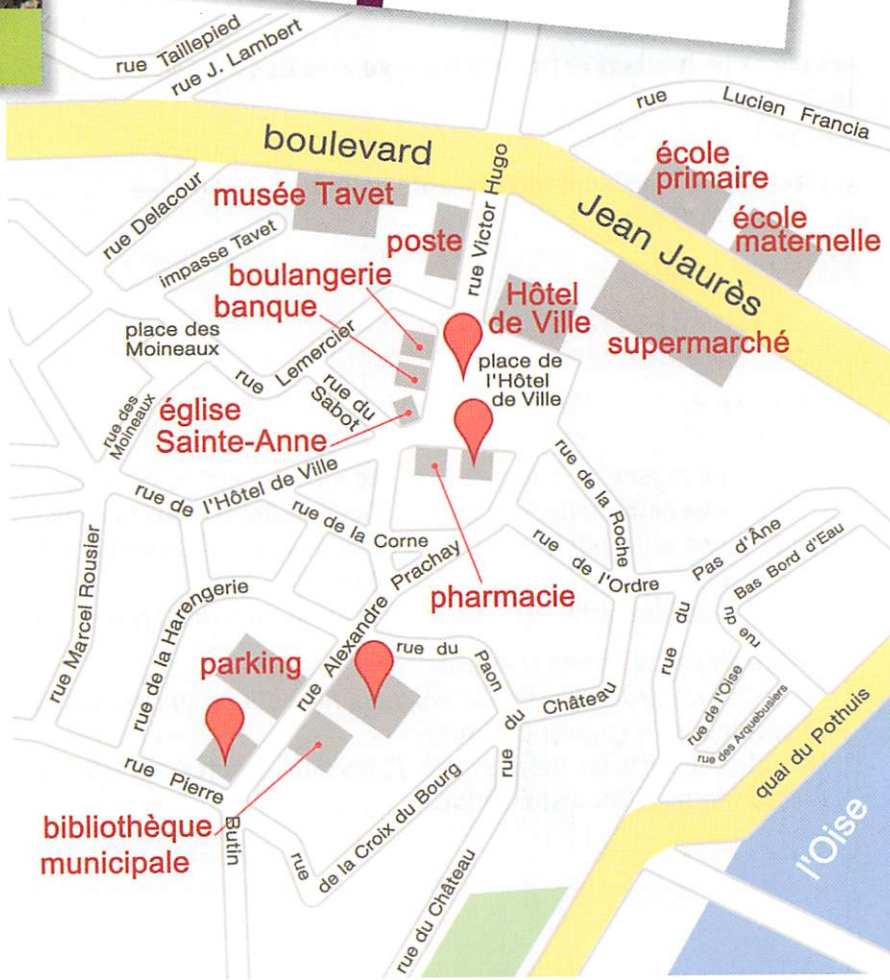 rue Taillepied
rue J. Lambert
rue Lucien Francia
boulevard
Jean Jaurès
école
primaire
école
maternelle
musée Tavet
rue Delacour
impasse Tavet
poste
rue Victor Hugo
boulangerie
banque
Hôtel
de Ville
supermarché
place des
Moineaux
rue Lemercier
place de
l'Hôtel
de Ville
rue du
Sabot
rue des
Moineaux
église
Sainte-Anne
rue de l'Hôtel de Ville
rue de la Roche
rue de la Corne
rue de l'Ordre
rue du Pas d'Âne
Bas Bord d'Eau
rue du
rue Marcel Rousier
rue de la Harengerie
rue Alexandre Prachay
pharmacie
parking
rue du Paon
rue du Château
rue de l'Oise
rue des Arquebusiers
quai du Pothuis
l'Oise
rue Pierre Butin
bibliothèque
municipale
rue de la Croix du Bourg
rue du Château